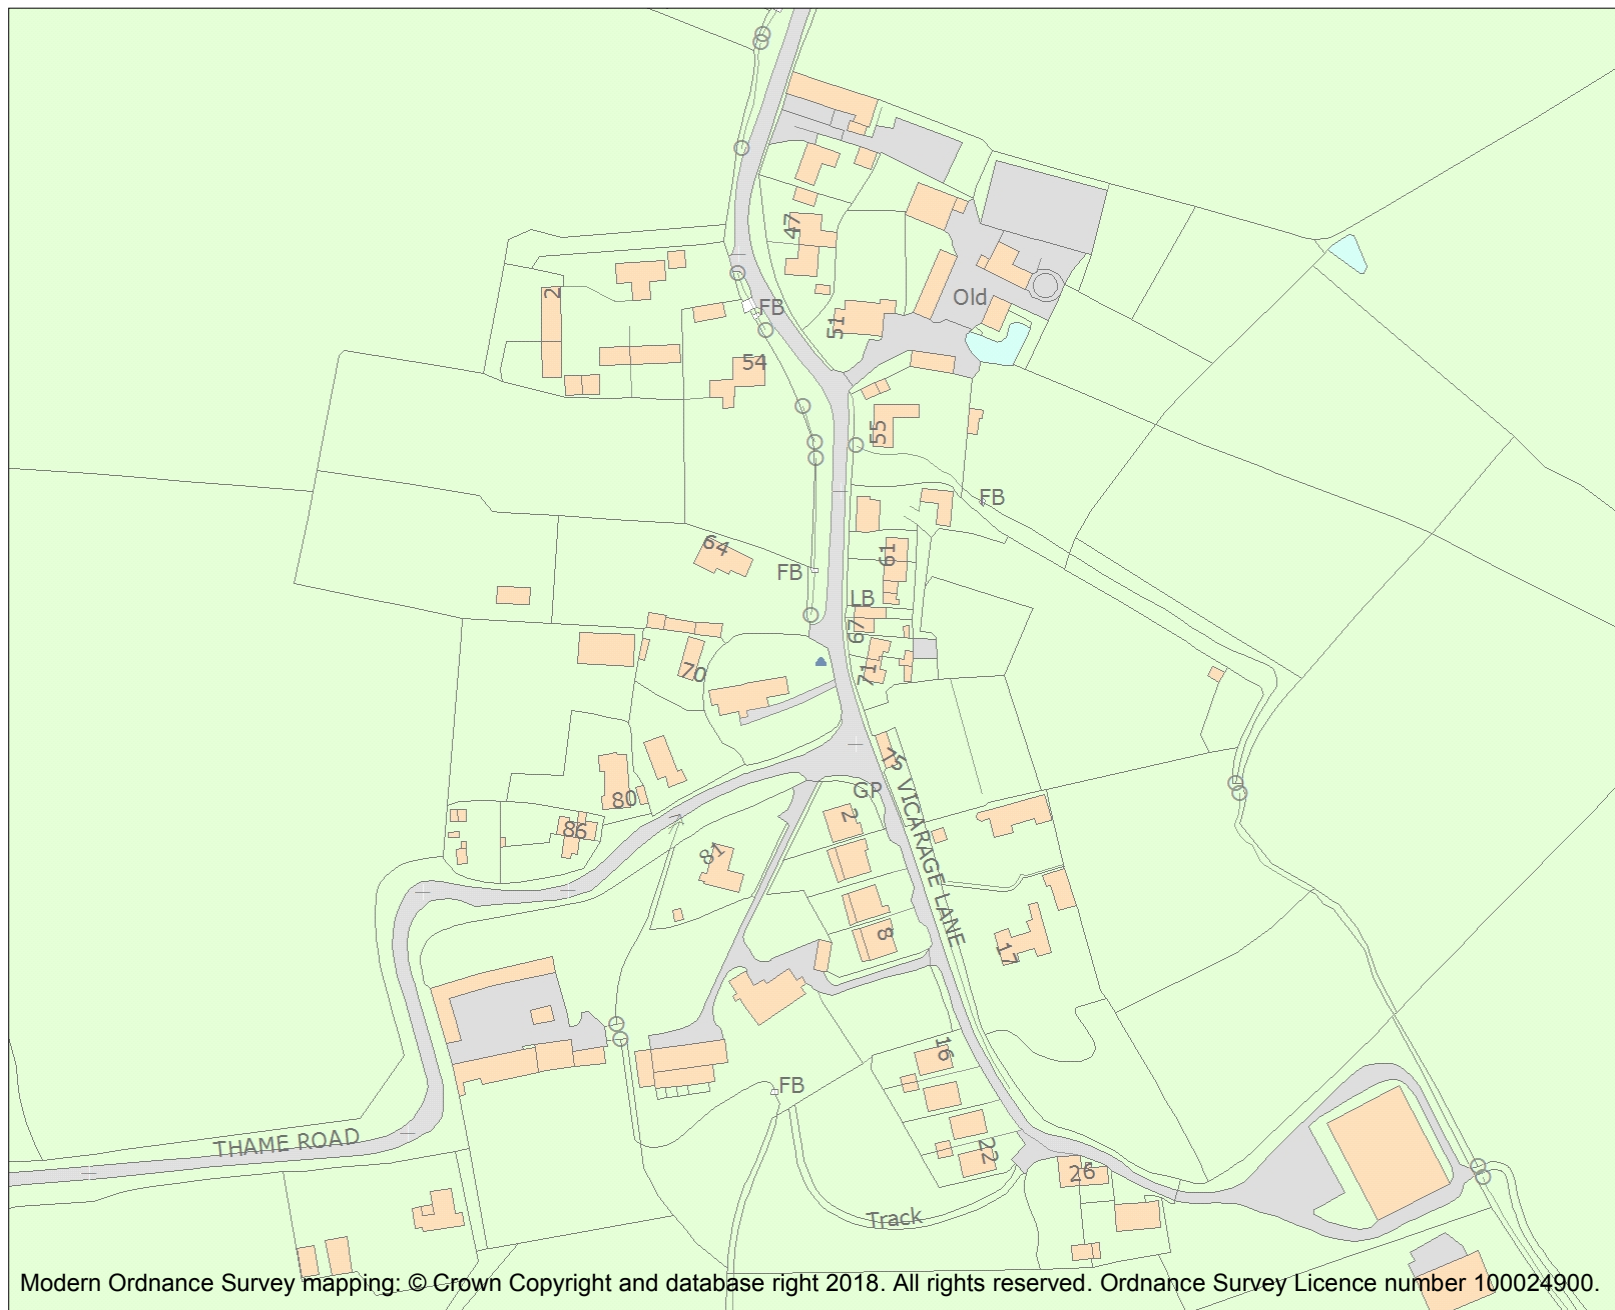 47
2
FB
Old
51
54
55
FB
64
61
FB
LB
67
70
71
75
GP
VICARAGE LANE
80
2
86
81
8
17
16
FB
THAME ROAD
22
26
Track
Modern Ordnance Survey mapping: © Crown Copyright and database right 2018. All rights reserved. Ordnance Survey Licence number 100024900.